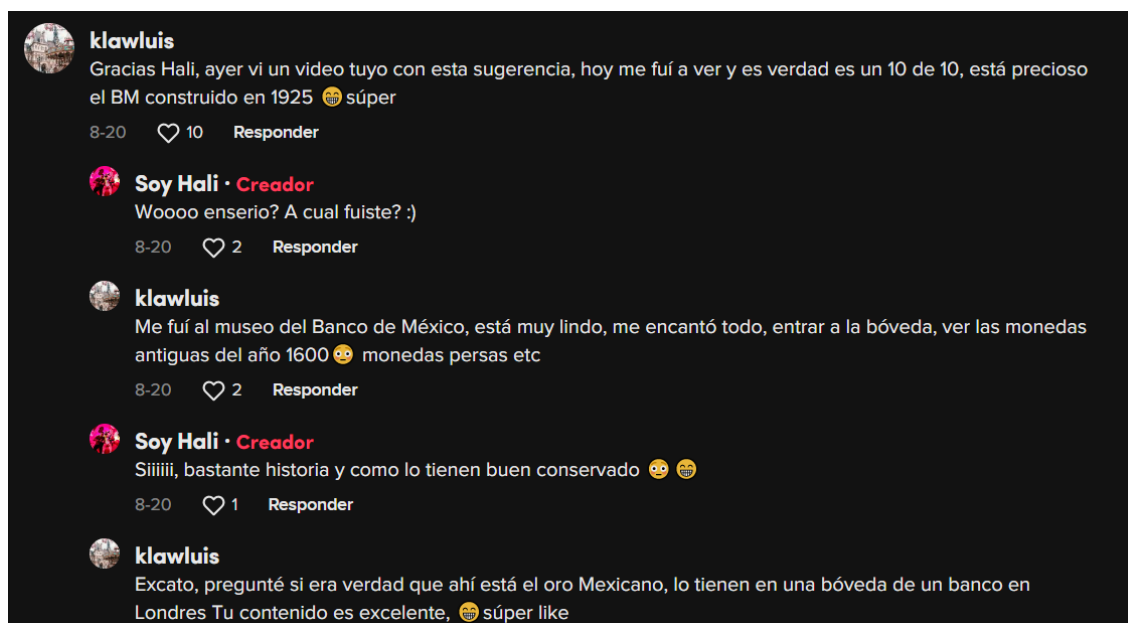 klawluis
Gracias Hali, ayer vi un video tuyo con esta sugerencia, hoy me fuí a ver y es verdad es un 10 de 10, está precioso
el BM construido en 1925 😁 súper
8-20 10 Responder
Soy Hali · Creador
Woooo enserio? A cual fuiste? :)
8-20 2 Responder
klawluis
Me fuí al museo del Banco de México, está muy lindo, me encantó todo, entrar a la bóveda, ver las monedas
antiguas del año 1600 😳 monedas persas etc
8-20 2 Responder
Soy Hali · Creador
Siiiiii, bastante historia y como lo tienen buen conservado 😳 😁
8-20 1 Responder
klawluis
Excato, pregunté si era verdad que ahí está el oro Mexicano, lo tienen en una bóveda de un banco en
Londres Tu contenido es excelente, 😁 súper like